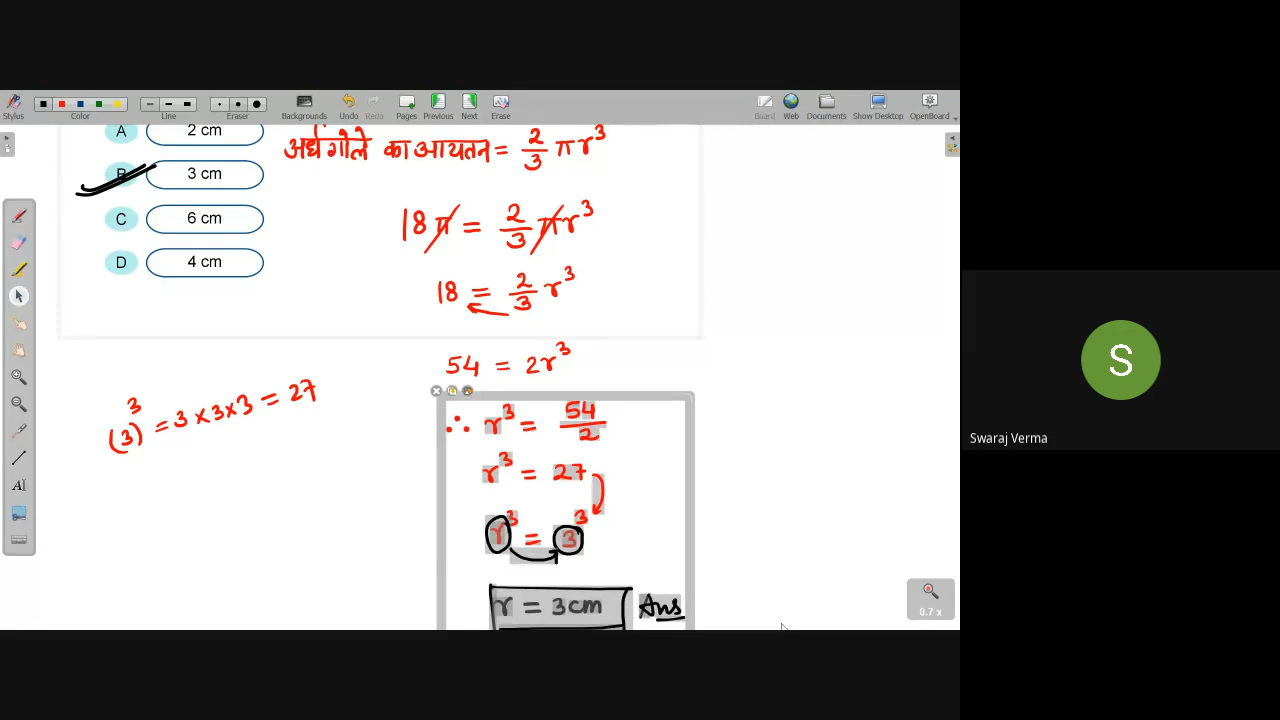 Stylus Color Line Eraser Backgrounds Undo Redo Pages Previous Next Erase Board Web Documents Show Desktop OpenBoard
A 2 cm
B 3 cm
C 6 cm
D 4 cm
अर्धगोले का आयतन = 2/3 πr³
18π = 2/3 πr³
18 = 2/3 r³
54 = 2r³
(3)³ = 3×3×3 = 27
∴ r³ = 54/2
r³ = 27
r³ = 3³
r = 3cm Ans
0.7 x
S
Swaraj Verma